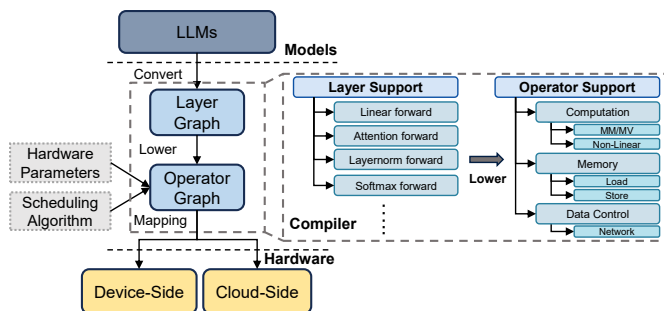 LLMs
Models
Convert
Layer
Graph
Lower
Hardware
Parameters
Scheduling
Algorithm
Operator
Graph
Mapping
Hardware
Device-Side
Cloud-Side
Layer Support
Linear forward
Attention forward
Layernorm forward
Softmax forward
⋮
Compiler
Lower
Operator Support
Computation
MM/MV
Non-Linear
Memory
Load
Store
Data Control
Network